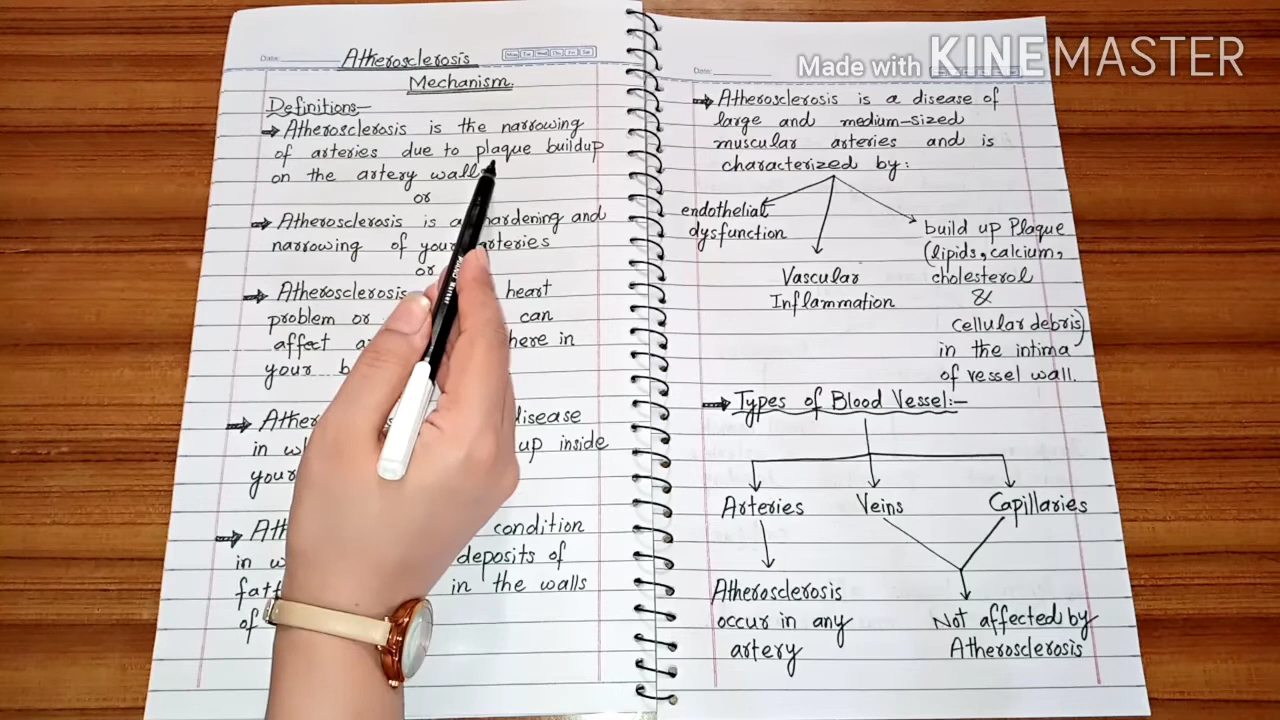 Date:
Atherosclerosis
Mechanism.
Definitions:-
Atherosclerosis is the narrowing
of arteries due to plaque buildup
on the artery wall
or
Atherosclerosis is a hardening and
narrowing of your arteries
or
Atherosclerosis heart
problem or can
affect here in
your
disease
in up inside
your
condition
in deposits of
in the walls
of
Made with KINEMASTER
Date:
Atherosclerosis is a disease of
large and medium-sized
muscular arteries and is
characterized by:
endothelial
dysfunction
Vascular
Inflammation
build up Plaque
(lipids, calcium,
cholesterol
&
cellular debris)
in the intima
of vessel wall.
Types of Blood Vessel:-
Arteries Veins Capillaries
Atherosclerosis
occur in any
artery
Not affected by
Atherosclerosis